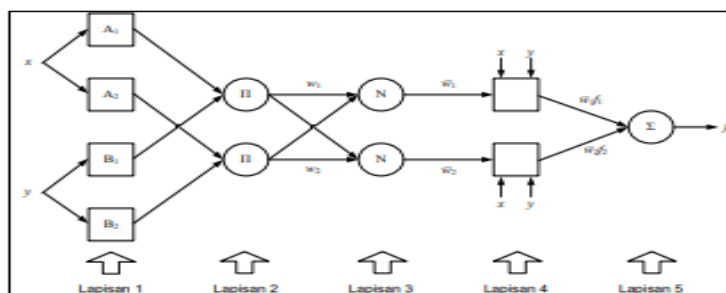 A₁
x
A₂
x y
w₁
w̄₁
Π N
w̄₁f₁
Σ
B₁
Π N
w₂
w̄₂
w̄₂f₂
y
x y
B₂
Lapisan 1 Lapisan 2 Lapisan 3 Lapisan 4 Lapisan 5